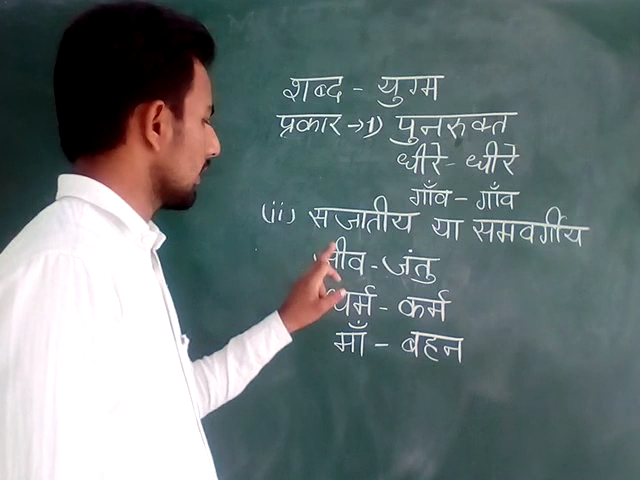 शब्द - युग्म
प्रकार → 1) पुनरुक्त
धीरे - धीरे
गाँव - गाँव
(ii) सजातीय या समवर्गीय
जीव - जंतु
धर्म - कर्म
माँ - बहन